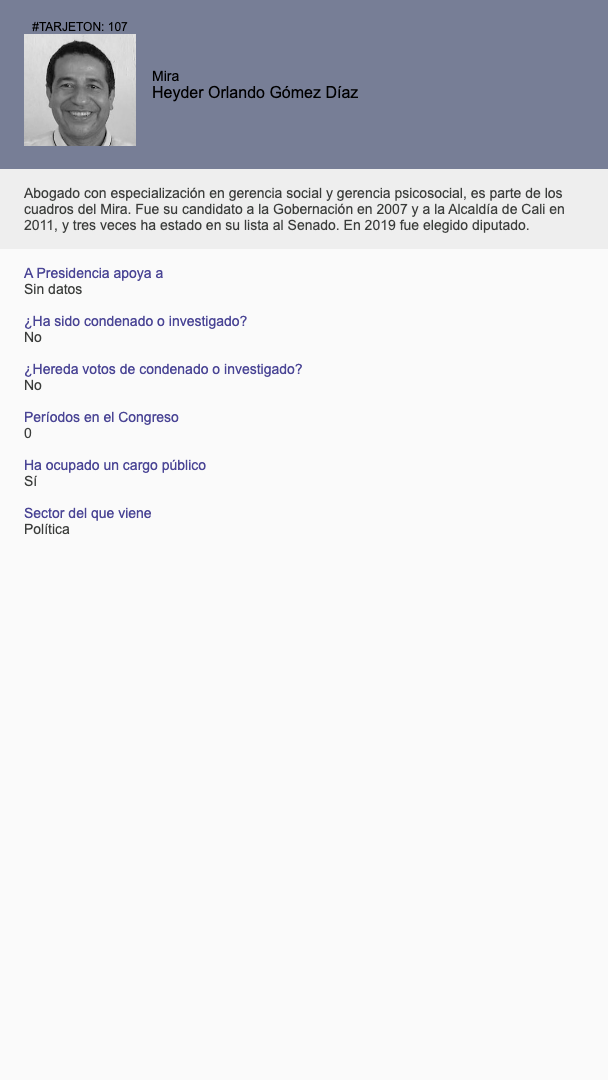 #TARJETON: 107
Mira
Heyder Orlando Gómez Díaz
Abogado con especialización en gerencia social y gerencia psicosocial, es parte de los
cuadros del Mira. Fue su candidato a la Gobernación en 2007 y a la Alcaldía de Cali en
2011, y tres veces ha estado en su lista al Senado. En 2019 fue elegido diputado.
A Presidencia apoya a
Sin datos
¿Ha sido condenado o investigado?
No
¿Hereda votos de condenado o investigado?
No
Períodos en el Congreso
0
Ha ocupado un cargo público
Sí
Sector del que viene
Política